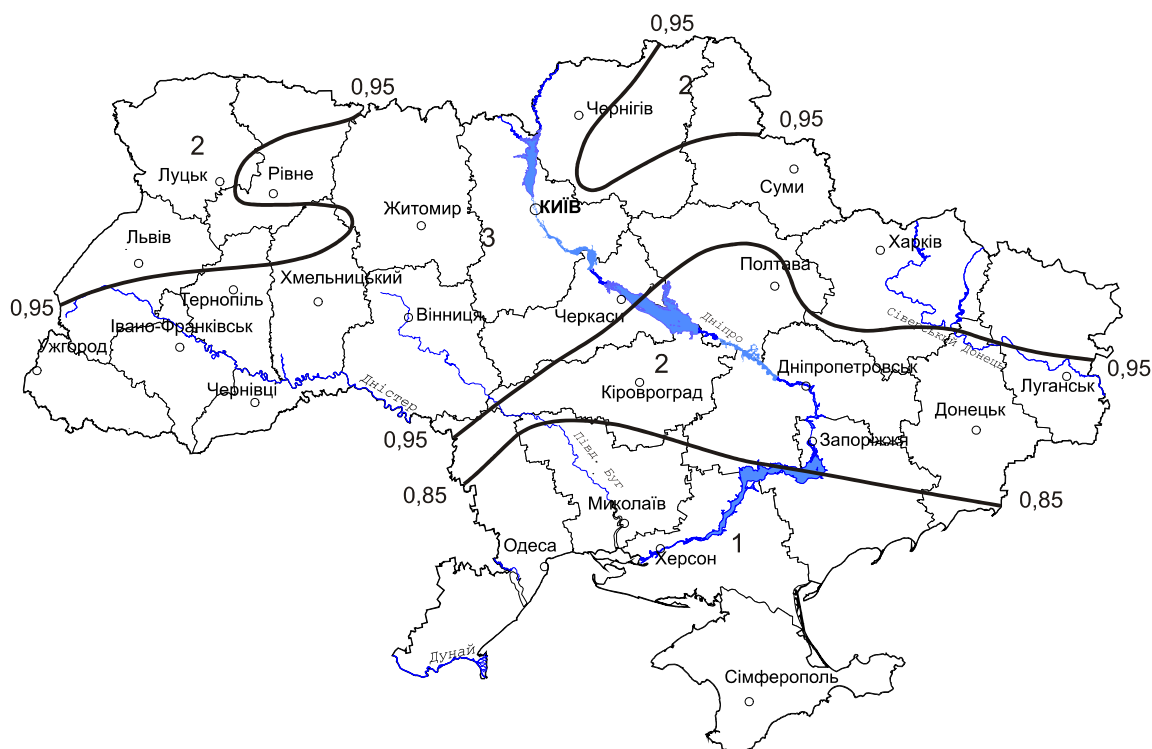 0,95
0,95
2
Чернігів
0,95
2
Луцьк
Рівне
Суми
Житомир
КИЇВ
3
Львів
Харків
Полтава
Хмельницький
Тернопіль
0,95
Черкаси
Вінниця
Дніпро
Сіверський Донець
Івано-Франківськ
Ужгород
2
Дніпропетровськ
0,95
Луганськ
Чернівці
Кіровроград
Дністер
Донецьк
0,95
Запоріжжя
Півд. Буг
0,85
0,85
Миколаїв
1
Одеса
Херсон
Дунай
Сімферополь